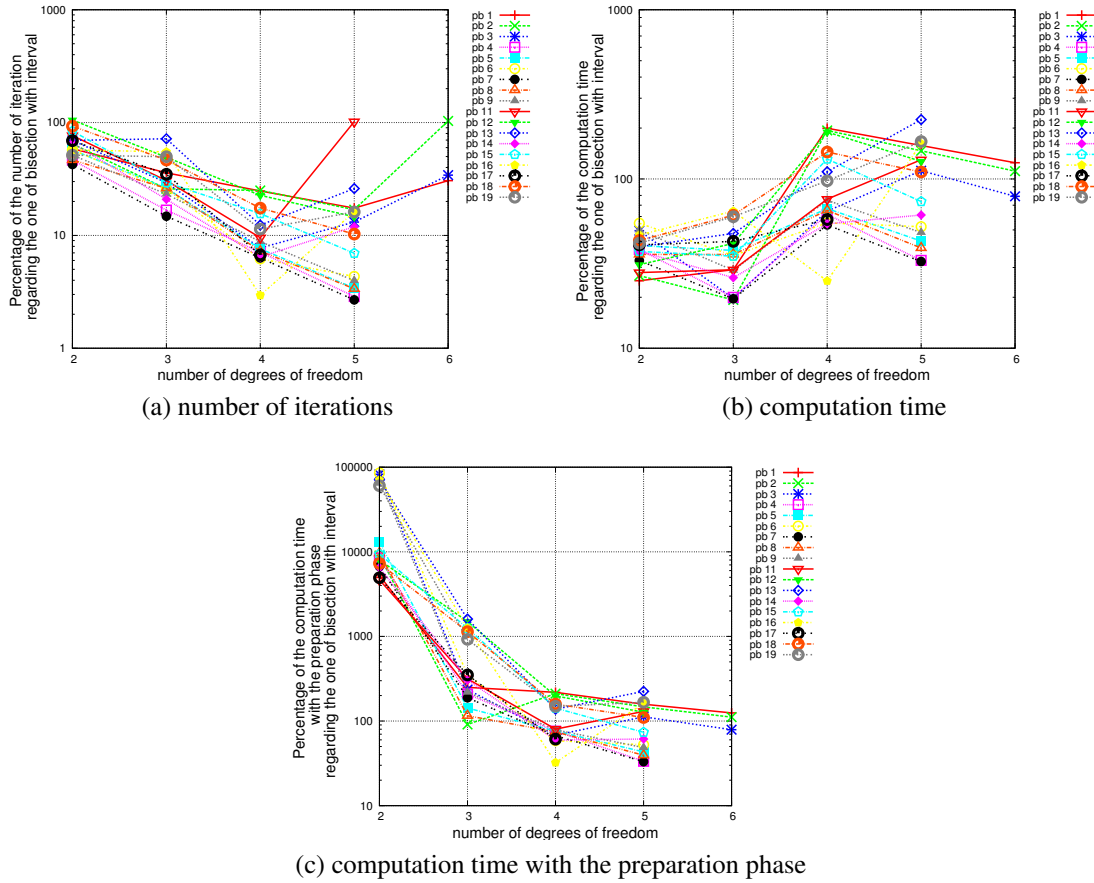 1000
100
10
1
2
3
4
5
6
Percentage of the number of iteration
regarding the one of bisection with interval
number of degrees of freedom
pb 1
pb 2
pb 3
pb 4
pb 5
pb 6
pb 7
pb 8
pb 9
pb 11
pb 12
pb 13
pb 14
pb 15
pb 16
pb 17
pb 18
pb 19
(a) number of iterations
1000
100
10
2
3
4
5
6
Percentage of the computation time
regarding the one of bisection with interval
number of degrees of freedom
pb 1
pb 2
pb 3
pb 4
pb 5
pb 6
pb 7
pb 8
pb 9
pb 11
pb 12
pb 13
pb 14
pb 15
pb 16
pb 17
pb 18
pb 19
(b) computation time
100000
10000
1000
100
10
2
3
4
5
6
Percentage of the computation time
with the preparation phase
regarding the one of bisection with interval
number of degrees of freedom
pb 1
pb 2
pb 3
pb 4
pb 5
pb 6
pb 7
pb 8
pb 9
pb 11
pb 12
pb 13
pb 14
pb 15
pb 16
pb 17
pb 18
pb 19
(c) computation time with the preparation phase